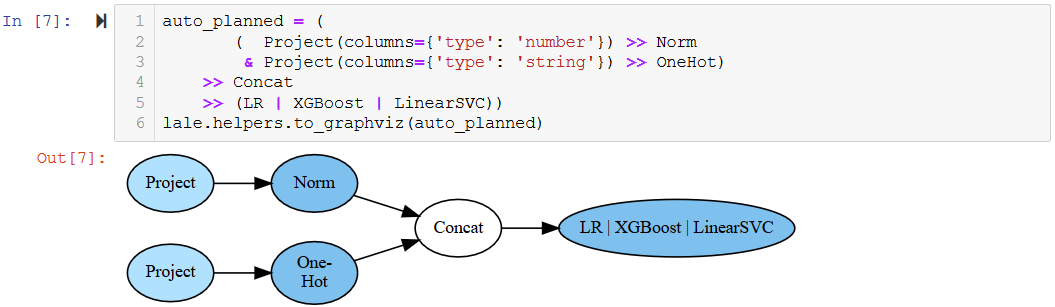 In [7]:
1 auto_planned = (
2         (  Project(columns={'type': 'number'}) >> Norm
3          & Project(columns={'type': 'string'}) >> OneHot)
4     >> Concat
5     >> (LR | XGBoost | LinearSVC))
6 lale.helpers.to_graphviz(auto_planned)
Out[7]:
Project
Norm
Concat
LR | XGBoost | LinearSVC
Project
One-
Hot